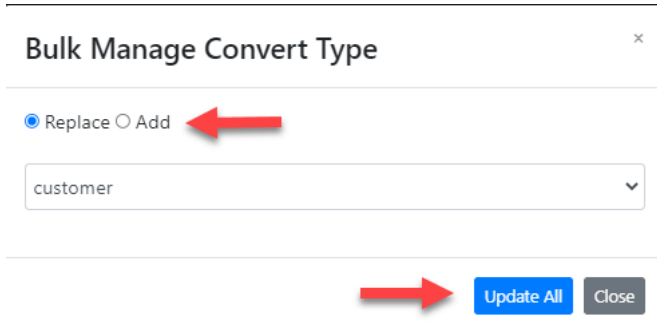 Bulk Manage Convert Type ×
Replace Add
customer
Update All Close